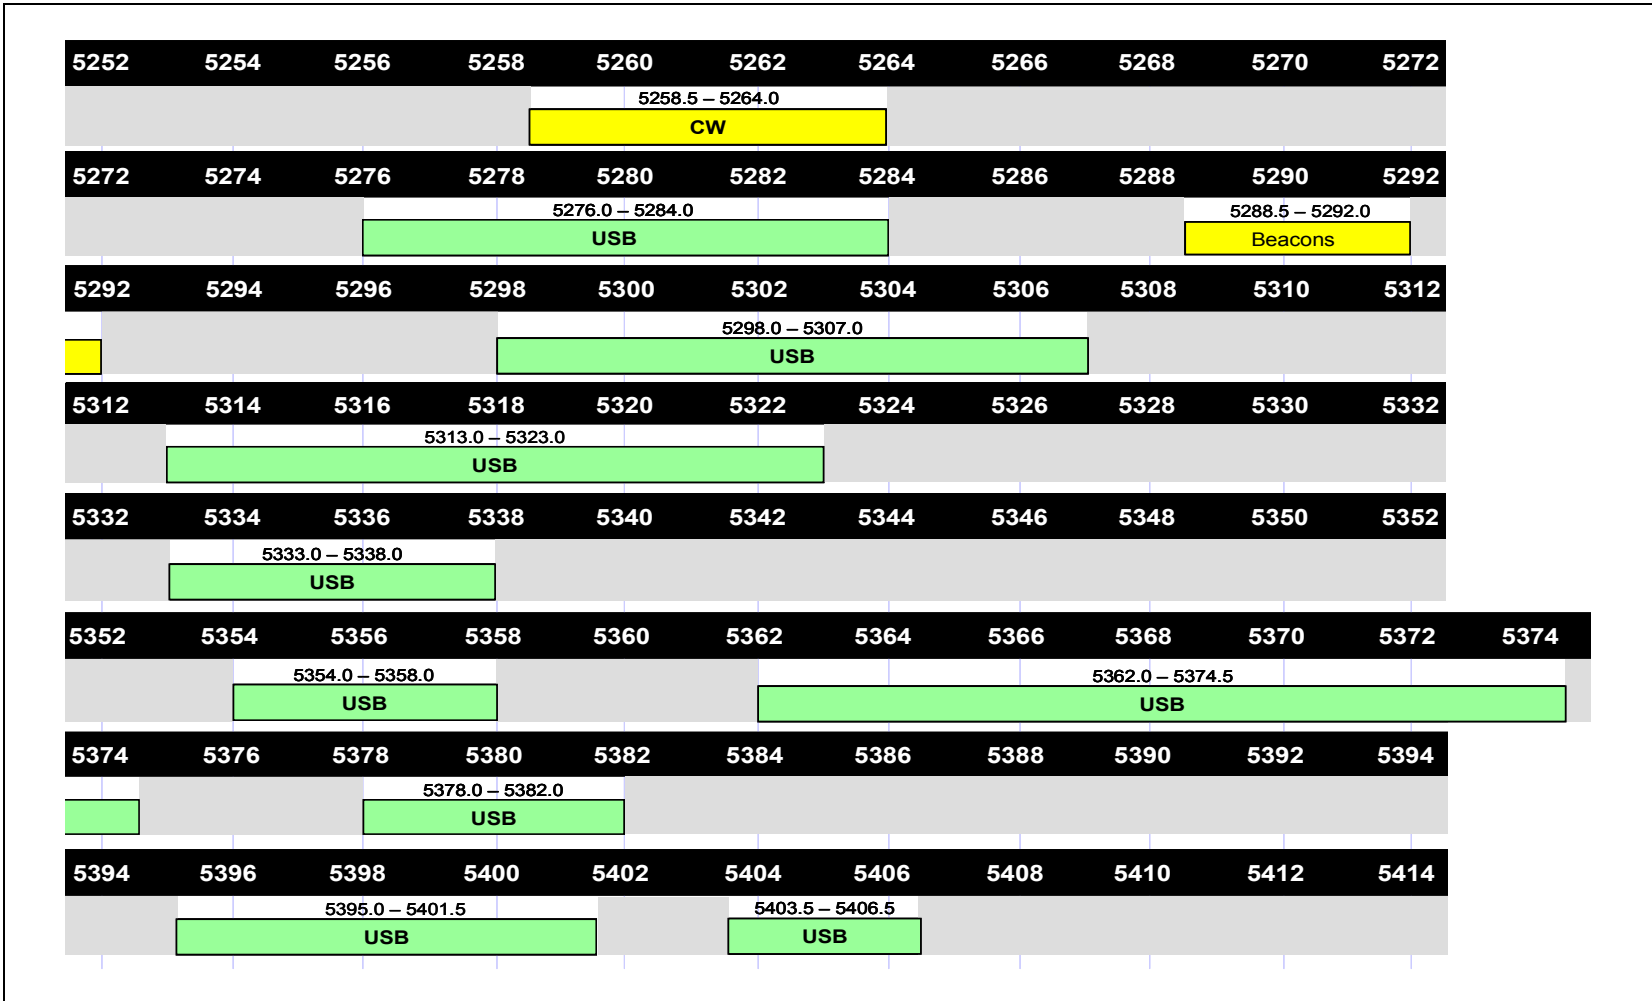 5252 5254 5256 5258 5260 5262 5264 5266 5268 5270 5272
5258.5 – 5264.0
CW
5272 5274 5276 5278 5280 5282 5284 5286 5288 5290 5292
5276.0 – 5284.0 5288.5 – 5292.0
USB Beacons
5292 5294 5296 5298 5300 5302 5304 5306 5308 5310 5312
5298.0 – 5307.0
USB
5312 5314 5316 5318 5320 5322 5324 5326 5328 5330 5332
5313.0 – 5323.0
USB
5332 5334 5336 5338 5340 5342 5344 5346 5348 5350 5352
5333.0 – 5338.0
USB
5352 5354 5356 5358 5360 5362 5364 5366 5368 5370 5372 5374
5354.0 – 5358.0 5362.0 – 5374.5
USB USB
5374 5376 5378 5380 5382 5384 5386 5388 5390 5392 5394
5378.0 – 5382.0
USB
5394 5396 5398 5400 5402 5404 5406 5408 5410 5412 5414
5395.0 – 5401.5 5403.5 – 5406.5
USB USB